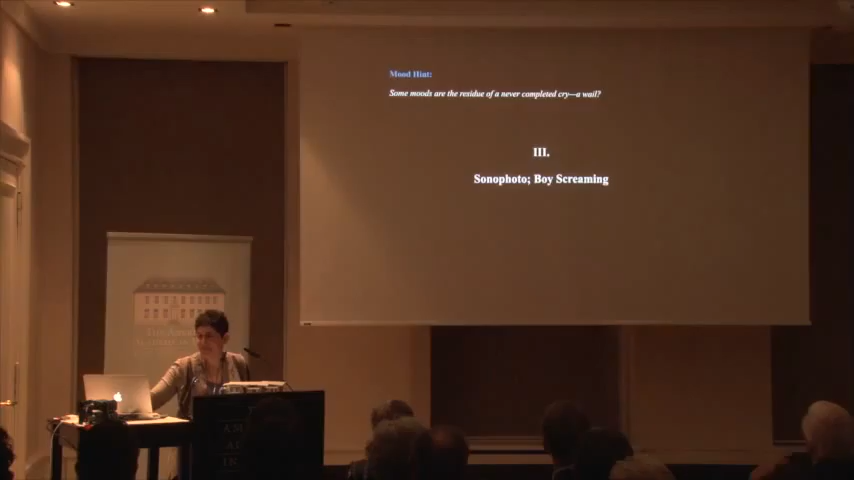 Mood Hint:
Some moods are the residue of a never completed cry—a wail?
III.
Sonophoto; Boy Screaming